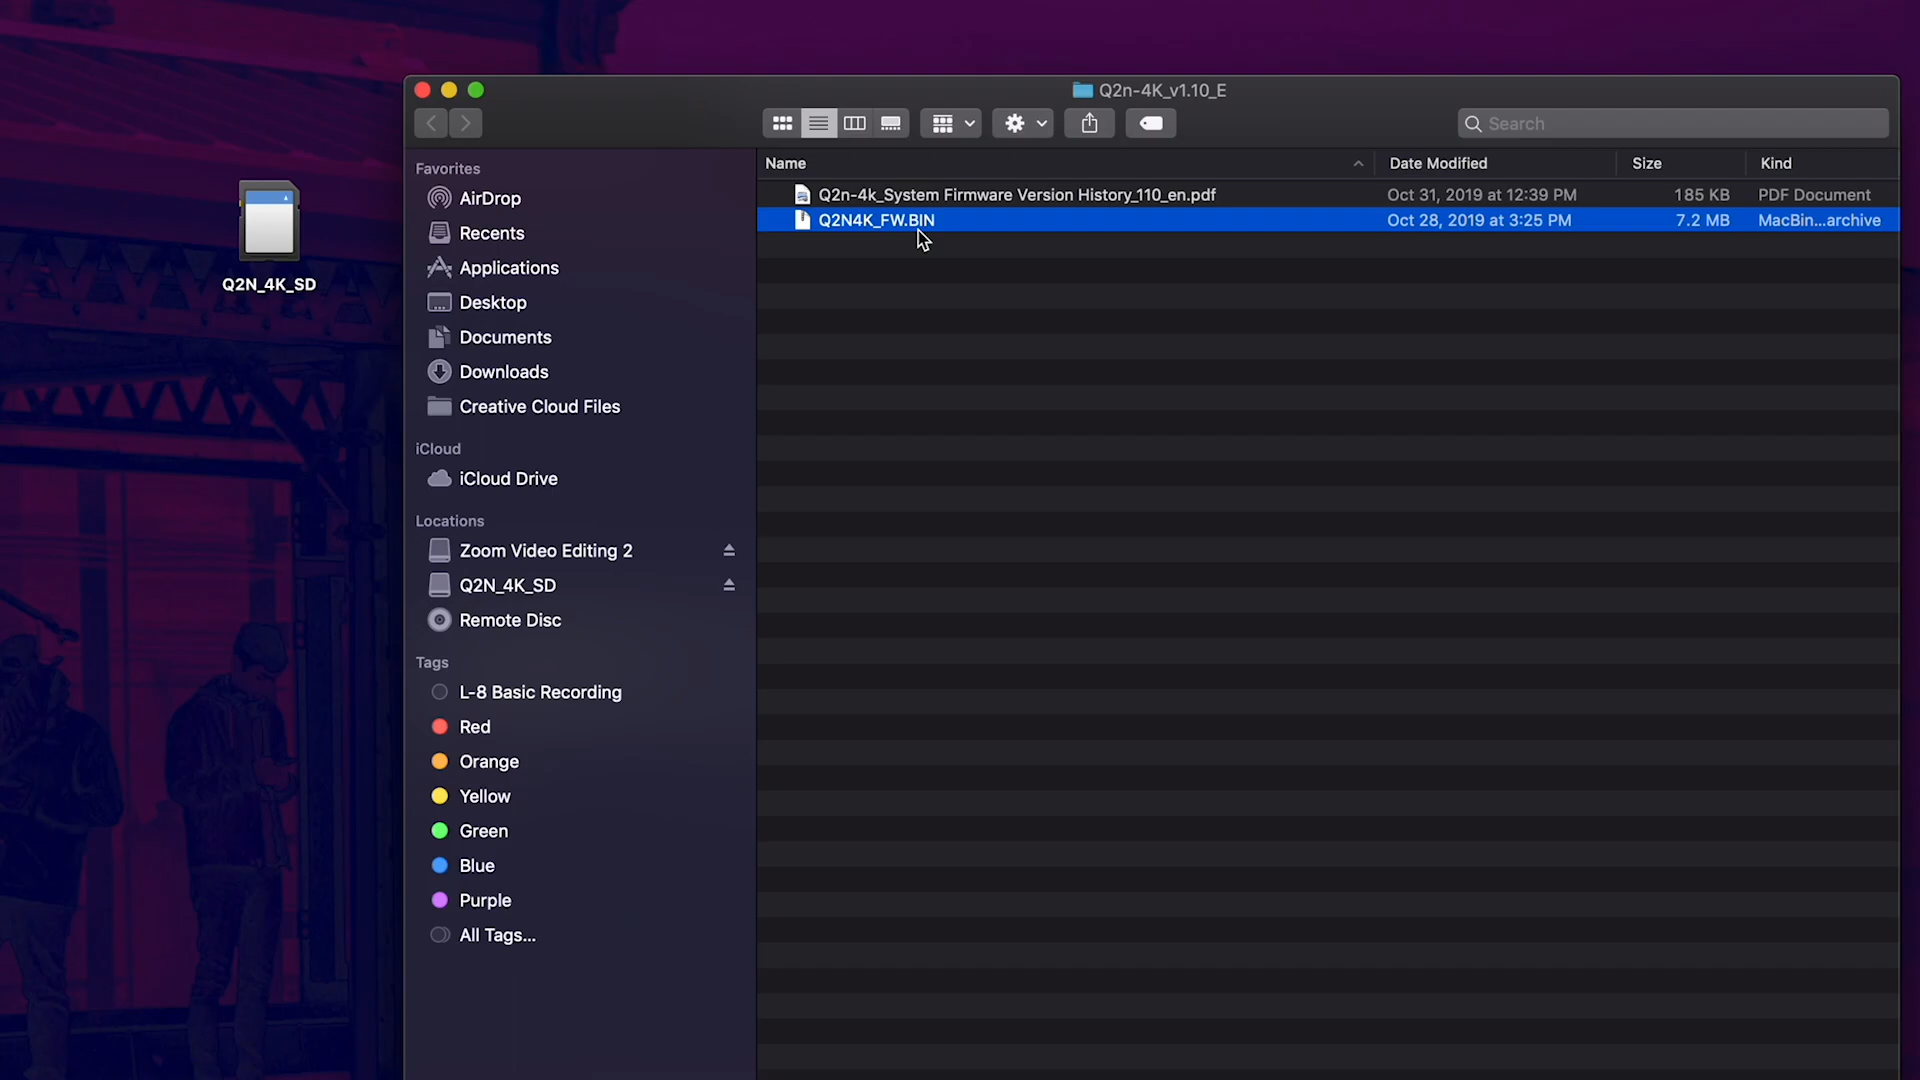 Q2n-4K_v1.10_E
Search
Q2N_4K_SD
Favorites
AirDrop
Recents
Applications
Desktop
Documents
Downloads
Creative Cloud Files
iCloud
iCloud Drive
Locations
Zoom Video Editing 2
Q2N_4K_SD
Remote Disc
Tags
L-8 Basic Recording
Red
Orange
Yellow
Green
Blue
Purple
All Tags...
Name Date Modified Size Kind
Q2n-4k_System Firmware Version History_110_en.pdf Oct 31, 2019 at 12:39 PM 185 KB PDF Document
Q2N4K_FW.BIN Oct 28, 2019 at 3:25 PM 7.2 MB MacBin...archive